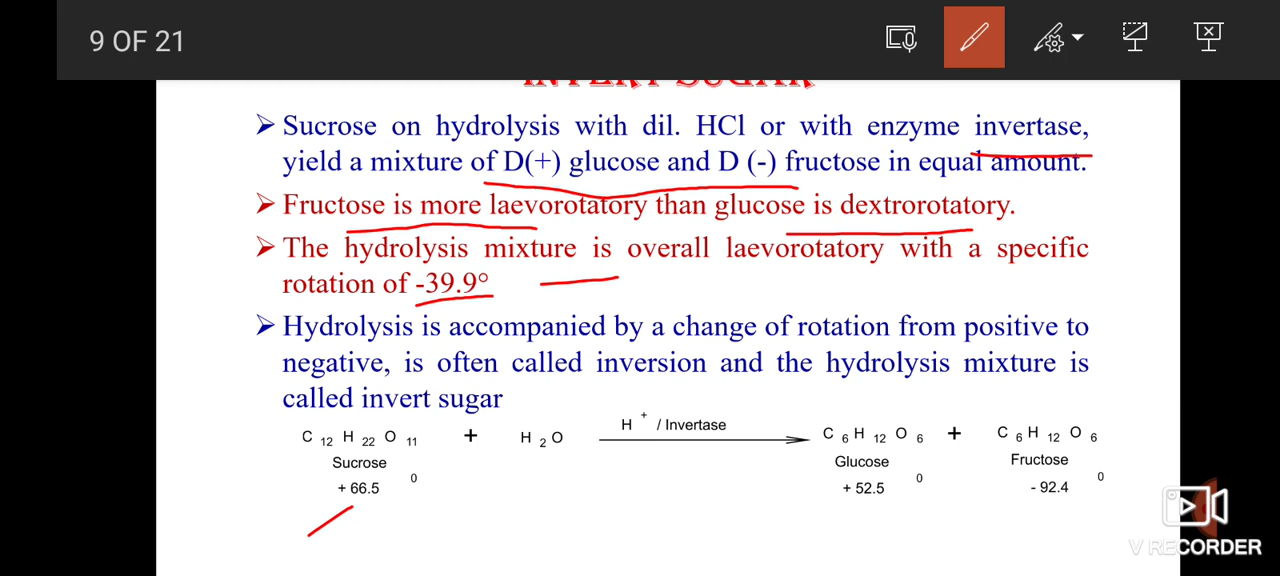 9 OF 21
INVERT SUGAR
➢ Sucrose on hydrolysis with dil. HCl or with enzyme invertase,
yield a mixture of D(+) glucose and D (-) fructose in equal amount.
➢ Fructose is more laevorotatory than glucose is dextrorotatory.
➢ The hydrolysis mixture is overall laevorotatory with a specific
rotation of -39.9°
➢ Hydrolysis is accompanied by a change of rotation from positive to
negative, is often called inversion and the hydrolysis mixture is
called invert sugar
C 12 H 22 O 11 + H 2 O H + / Invertase C 6 H 12 O 6 + C 6 H 12 O 6
Sucrose Glucose Fructose
+ 66.5 0 + 52.5 0 - 92.4 0
V RECORDER